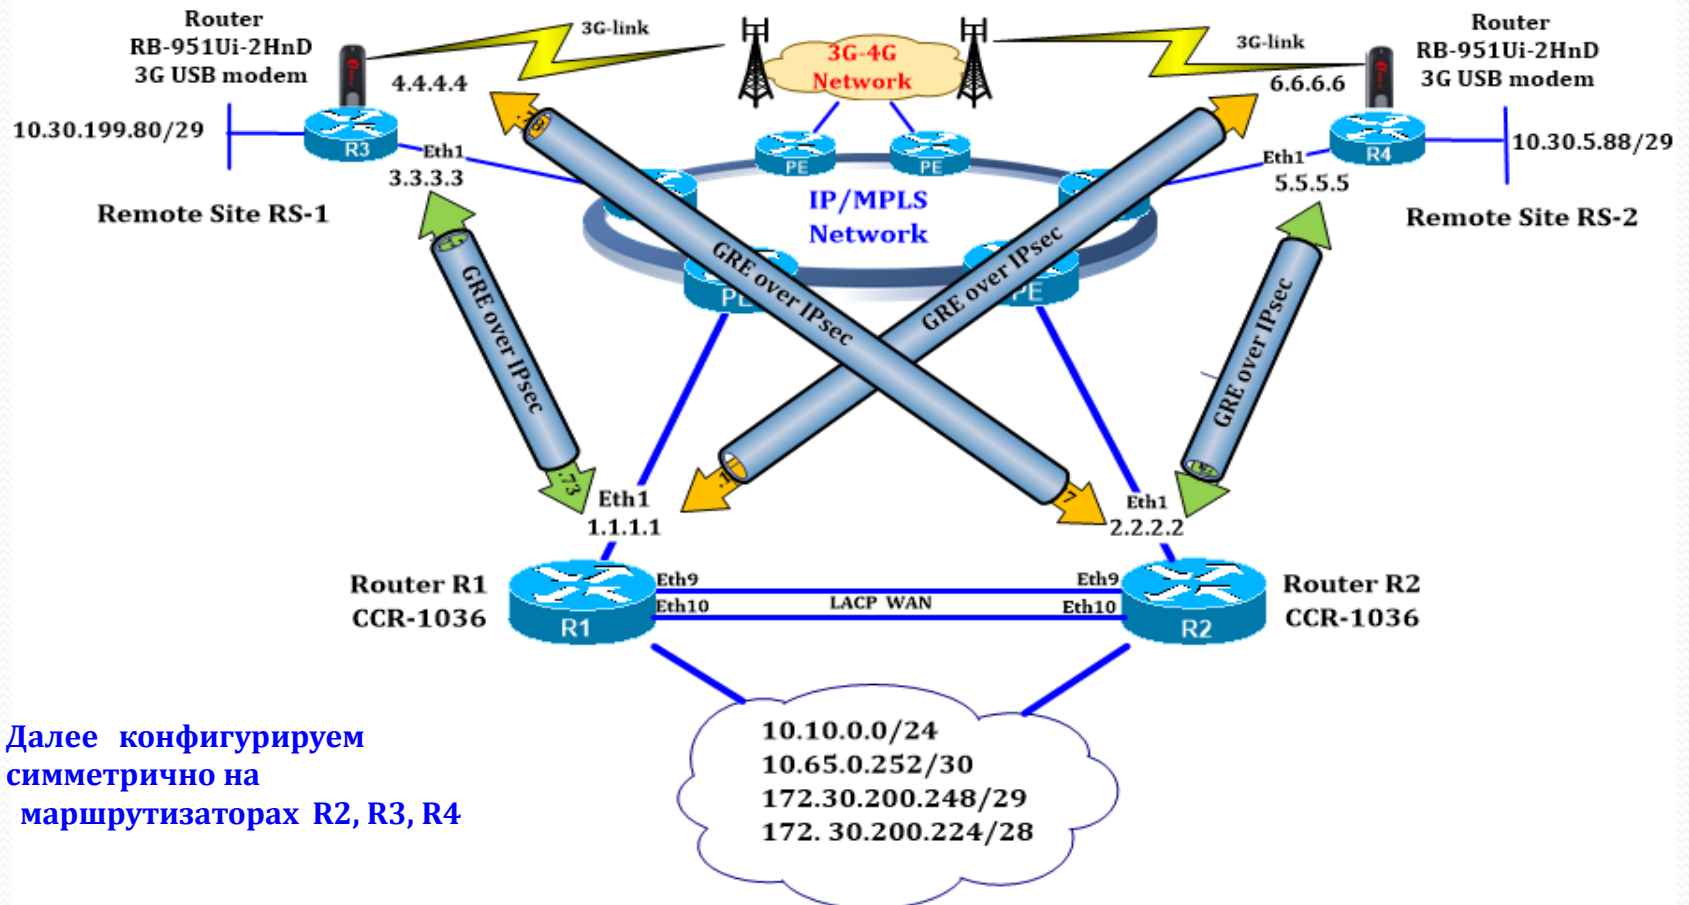 Router
RB-951Ui-2HnD
3G USB modem
3G-link
3G-4G
Network
3G-link
Router
RB-951Ui-2HnD
3G USB modem
4.4.4.4
6.6.6.6
10.30.199.80/29
R3
Eth1
3.3.3.3
PE
PE
R4
10.30.5.88/29
Eth1
5.5.5.5
Remote Site RS-1
IP/MPLS
Network
Remote Site RS-2
GRE over IPsec
GRE over IPsec
GRE over IPsec
GRE over IPsec
PE
.73
.1
Eth1
1.1.1.1
Eth1
2.2.2.2
Router R1
CCR-1036
R1
Eth9
Eth10
LACP WAN
Eth9
Eth10
R2
Router R2
CCR-1036
10.10.0.0/24
10.65.0.252/30
172.30.200.248/29
172. 30.200.224/28
Далее конфигурируем
симметрично на
маршрутизаторах R2, R3, R4